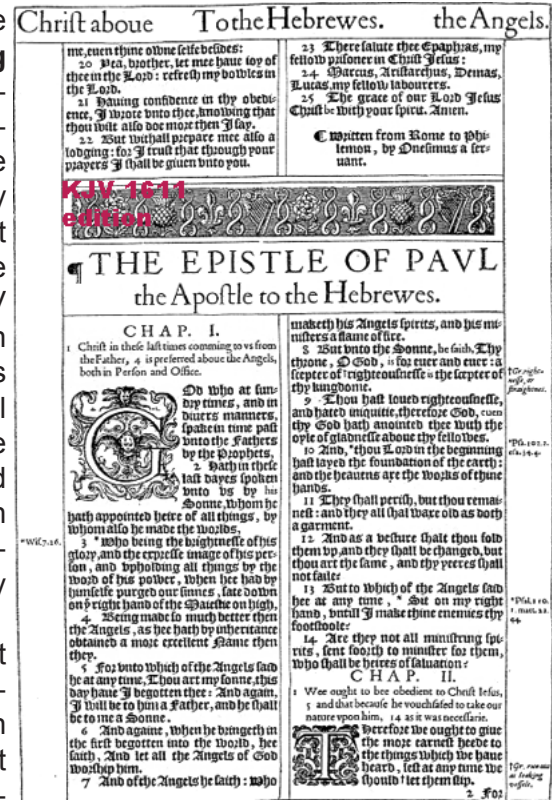 Chriſt aboue To the Hebrewes. the Angels.
me, euen thine owne ſelfe beſides:
20 Yea, brother, let mee haue ioy of
thee in the Lord: refreſh my bowles in
the Lord.
21 Hauing confidence in thy obedi-
ence, I wrote vnto thee, knowing that
thou wilt alſo doe more then I ſay.
22 But withall prepare mee alſo a
lodging: for I truſt that through your
prayers I ſhall be giuen vnto you.
23 There ſalute thee Epaphras, my
fellow priſoner in Chriſt Jeſus:
24 Marcus, Ariſtarchus, Demas,
Lucas, my fellow labourers.
25 The grace of our Lord Jeſus
Chriſt be with your ſpirit. Amen.
¶ Written from Rome to Phi-
lemon, by Oneſimus a ſer-
uant.
KJV 1611
edition
¶ THE EPISTLE OF PAVL
the Apoſtle to the Hebrewes.
CHAP. I.
1 Chriſt in theſe laſt times comming to vs from
the Father, 4 is preferred aboue the Angels,
both in Perſon and Office.
God who at ſun-
dry times, and in
diuers manners,
ſpake in time paſt
vnto the Fathers
by the Prophets,
2 Hath in theſe
laſt dayes ſpoken
vnto vs by his
Sonne, whom he
hath appointed heire of all things, by
whom alſo he made the worlds,
3 *Who being the brightneſſe of his
glory, and the expreſſe image of his per-
ſon, and vpholding all things by the
word of his power, when hee had by
himſelfe purged our ſinnes, ſate down
on yͤ right hand of the Maieſtie on high,
*Wiſ.7.26.
4 Being made ſo much better then
the Angels, as hee hath by inheritance
obtained a more excellent Name then
they.
5 For vnto which of the Angels ſaid
he at any time, Thou art my ſonne, this
day haue I begotten thee: And again,
I will be to him a Father, and he ſhall
be to me a Sonne.
6 And againe, when he bringeth in
the firſt begotten into the world, hee
ſaith, And let all the Angels of God
worſhip him.
7 And of the Angels he ſaith: Who
maketh his Angels ſpirits, and his mi-
niſters a flame of fire.
8 But vnto the Sonne, he ſaith, Thy
throne, O God, is for euer and euer: a
ſcepter of †righteouſneſſe is the ſcepter of
thy kingdome.
†Gr. right-
neſſe, or
ſtraightnes.
9 Thou haſt loued righteouſneſſe,
and hated iniquitie, therefore God, euen
thy God hath anointed thee with the
oyle of gladneſſe aboue thy fellowes.
10 And, *thou Lord in the beginning
haſt layed the foundation of the earth:
and the heauens are the works of thine
hands.
11 They ſhall periſh, but thou remai-
neſt: and they all ſhal waxe old as doth
a garment.
12 And as a veſture ſhalt thou fold
them vp, and they ſhall be changed, but
thou art the ſame, and thy yeeres ſhall
not faile.
13 But to which of the Angels ſaid
hee at any time, * Sit on my right
hand, vntill I make thine enemies thy
footſtoole?
14 Are they not all miniſtring ſpi-
rits, ſent foorth to miniſter for them,
who ſhall be heires of ſaluation?
CHAP. II.
1 Wee ought to bee obedient to Chriſt Ieſus,
5 and that becauſe he vouchſafed to take our
nature vpon him, 14 as it was neceſſarie.
Therefore we ought to giue
the more earneſt heede to
the things which we haue
heard, leſt at any time we
ſhould †let them ſlip.
2 For